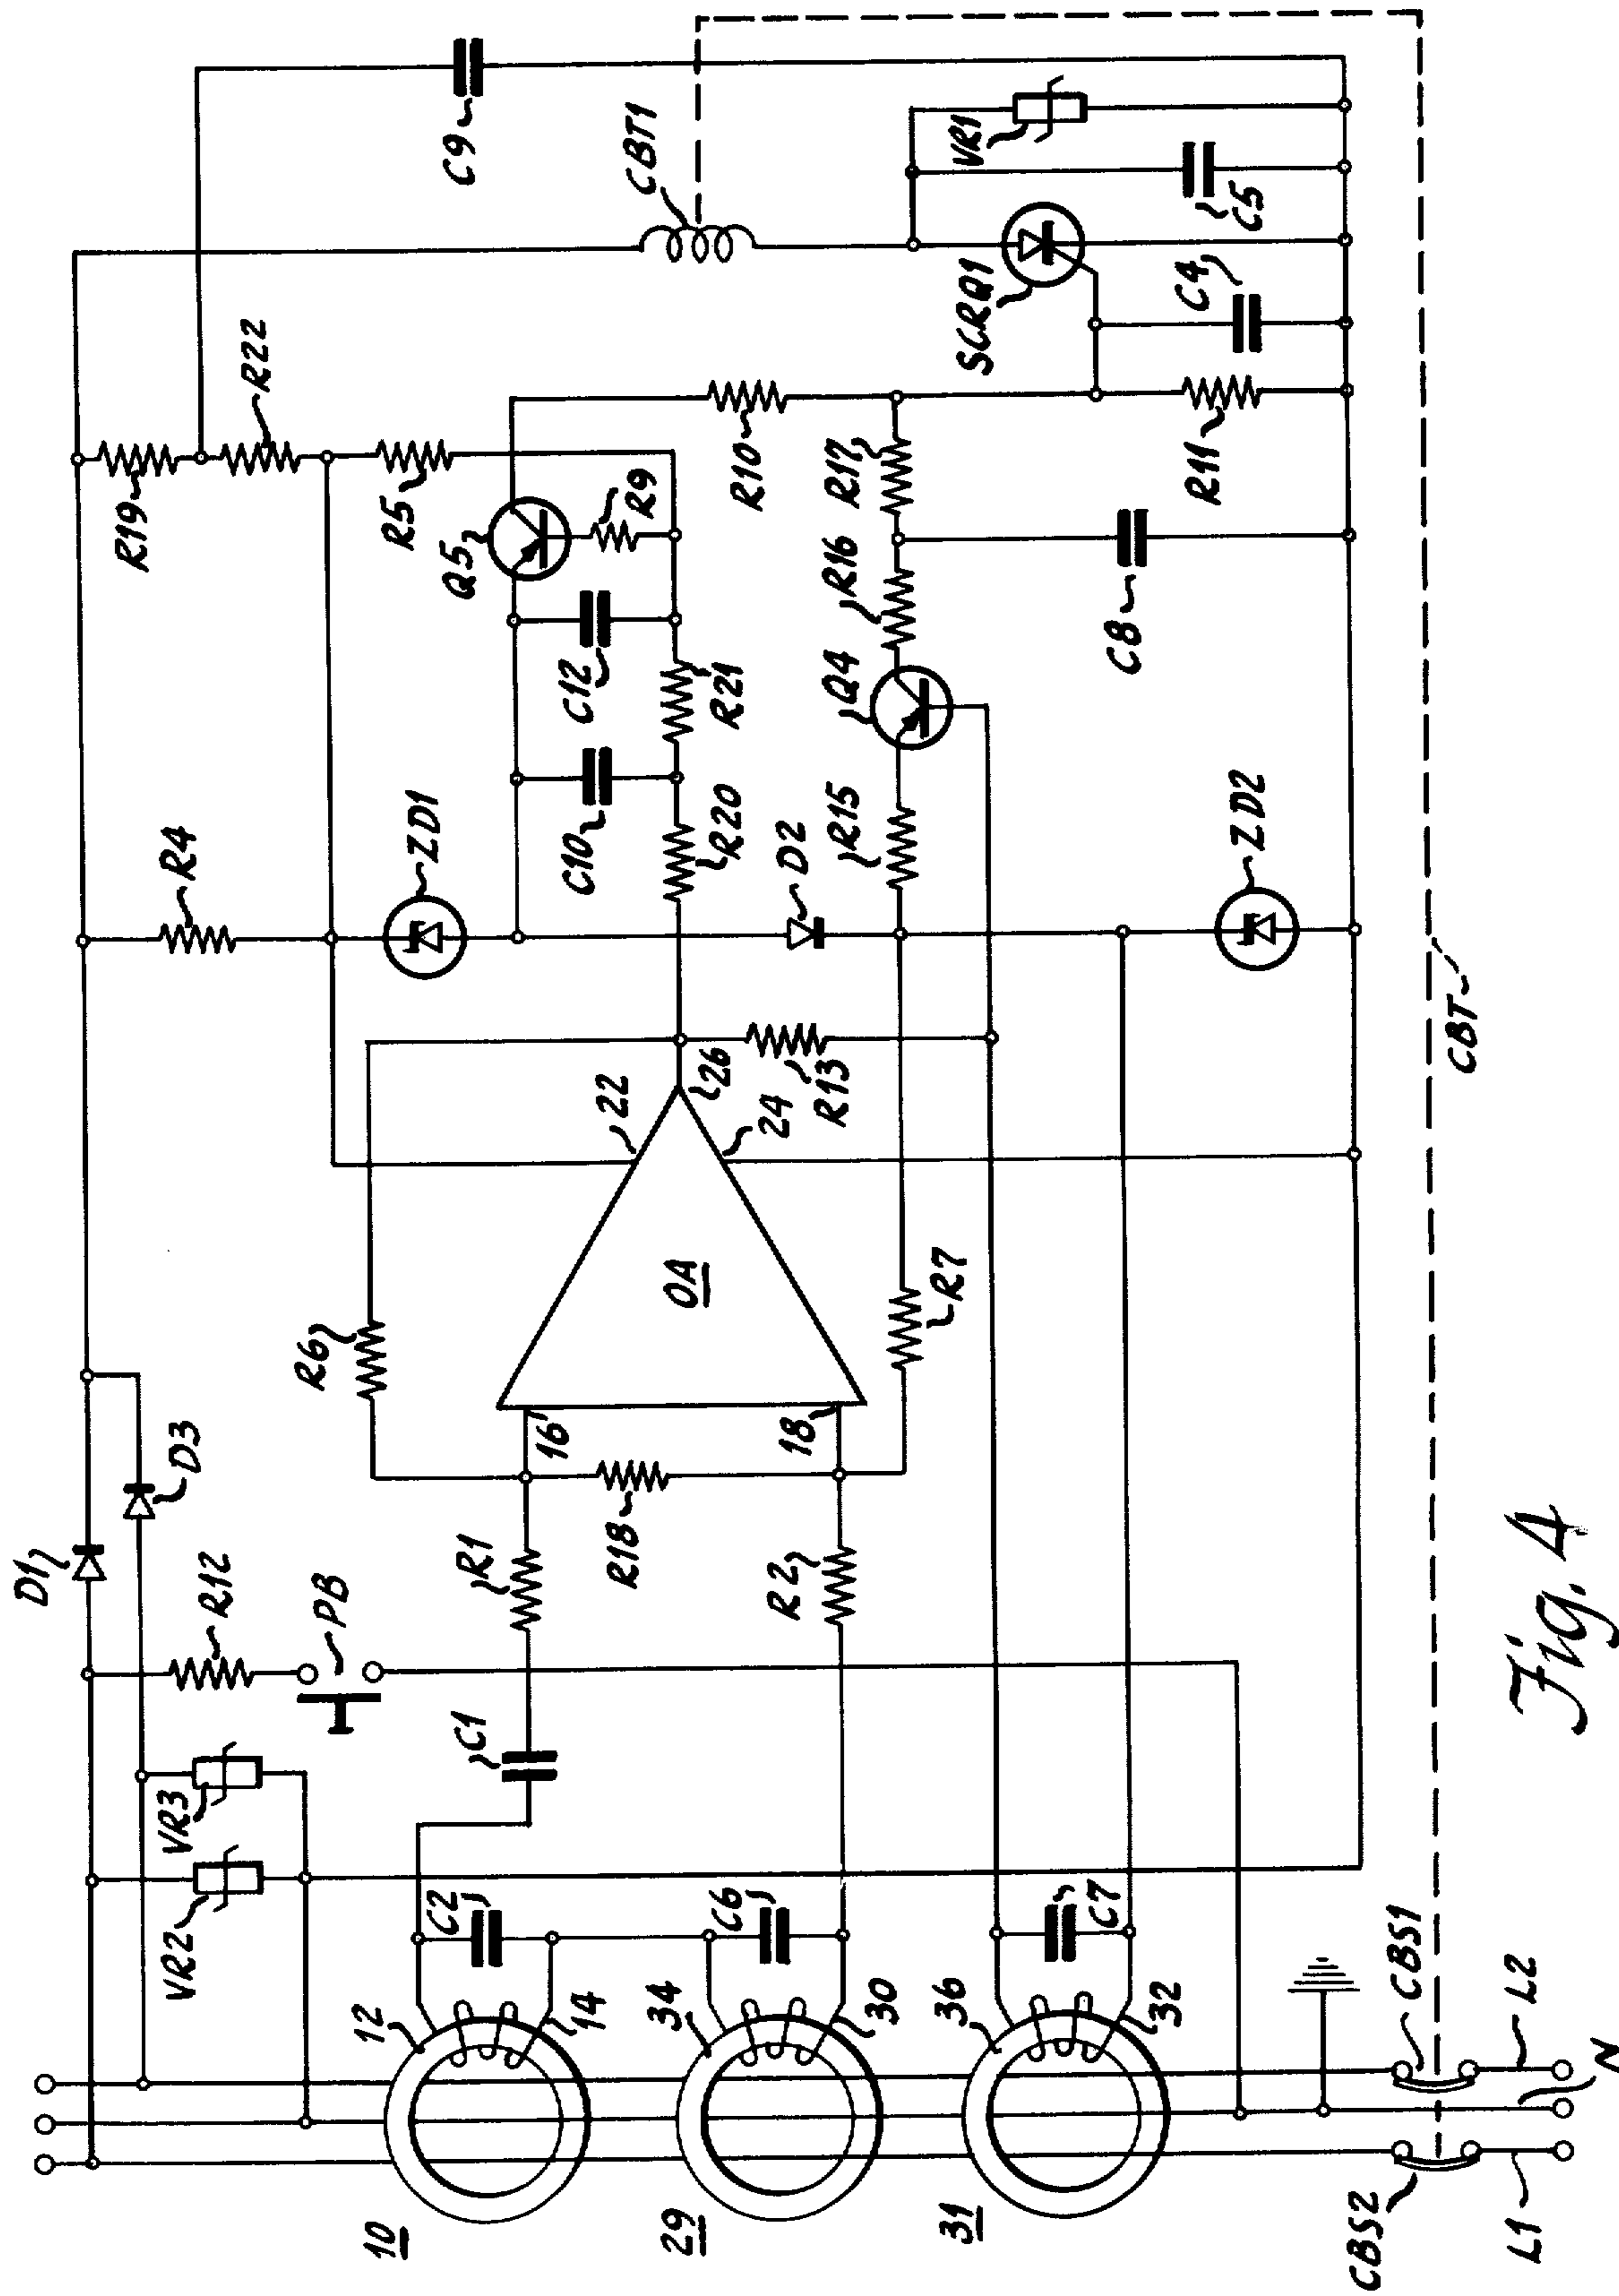 D1
D3
R12
PB
VR3
VR2
R4
R19
R22
C9
CBT1
ZD1
R5
Q5
R9
C12
C10
R21
R20
R6
R1
C1
R18
16
18
OA
22
26
24
R13
D2
R15
Q4
R16
R17
R10
R11
C8
SCRQ1
C4
C5
VR1
ZD2
R7
R2
C2
C6
C7
12
14
34
30
36
32
10
29
31
CBT
CBS1
CBS2
L1
L2
N
Fig. 4